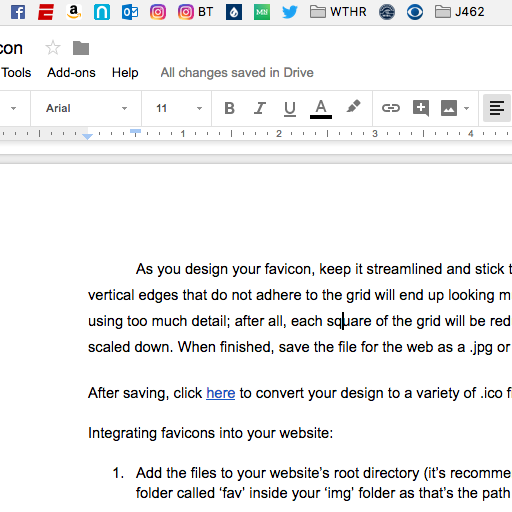 BT M|| WTHR J462
con
Tools Add-ons Help All changes saved in Drive
Arial 11 B I U A
1 2 3 4
As you design your favicon, keep it streamlined and stick
vertical edges that do not adhere to the grid will end up looking
using too much detail; after all, each square of the grid will be red
scaled down. When finished, save the file for the web as a .jpg or
After saving, click here to convert your design to a variety of .ico
Integrating favicons into your website:
1. Add the files to your website’s root directory (it’s recomme
folder called ‘fav’ inside your ‘img’ folder as that’s the path